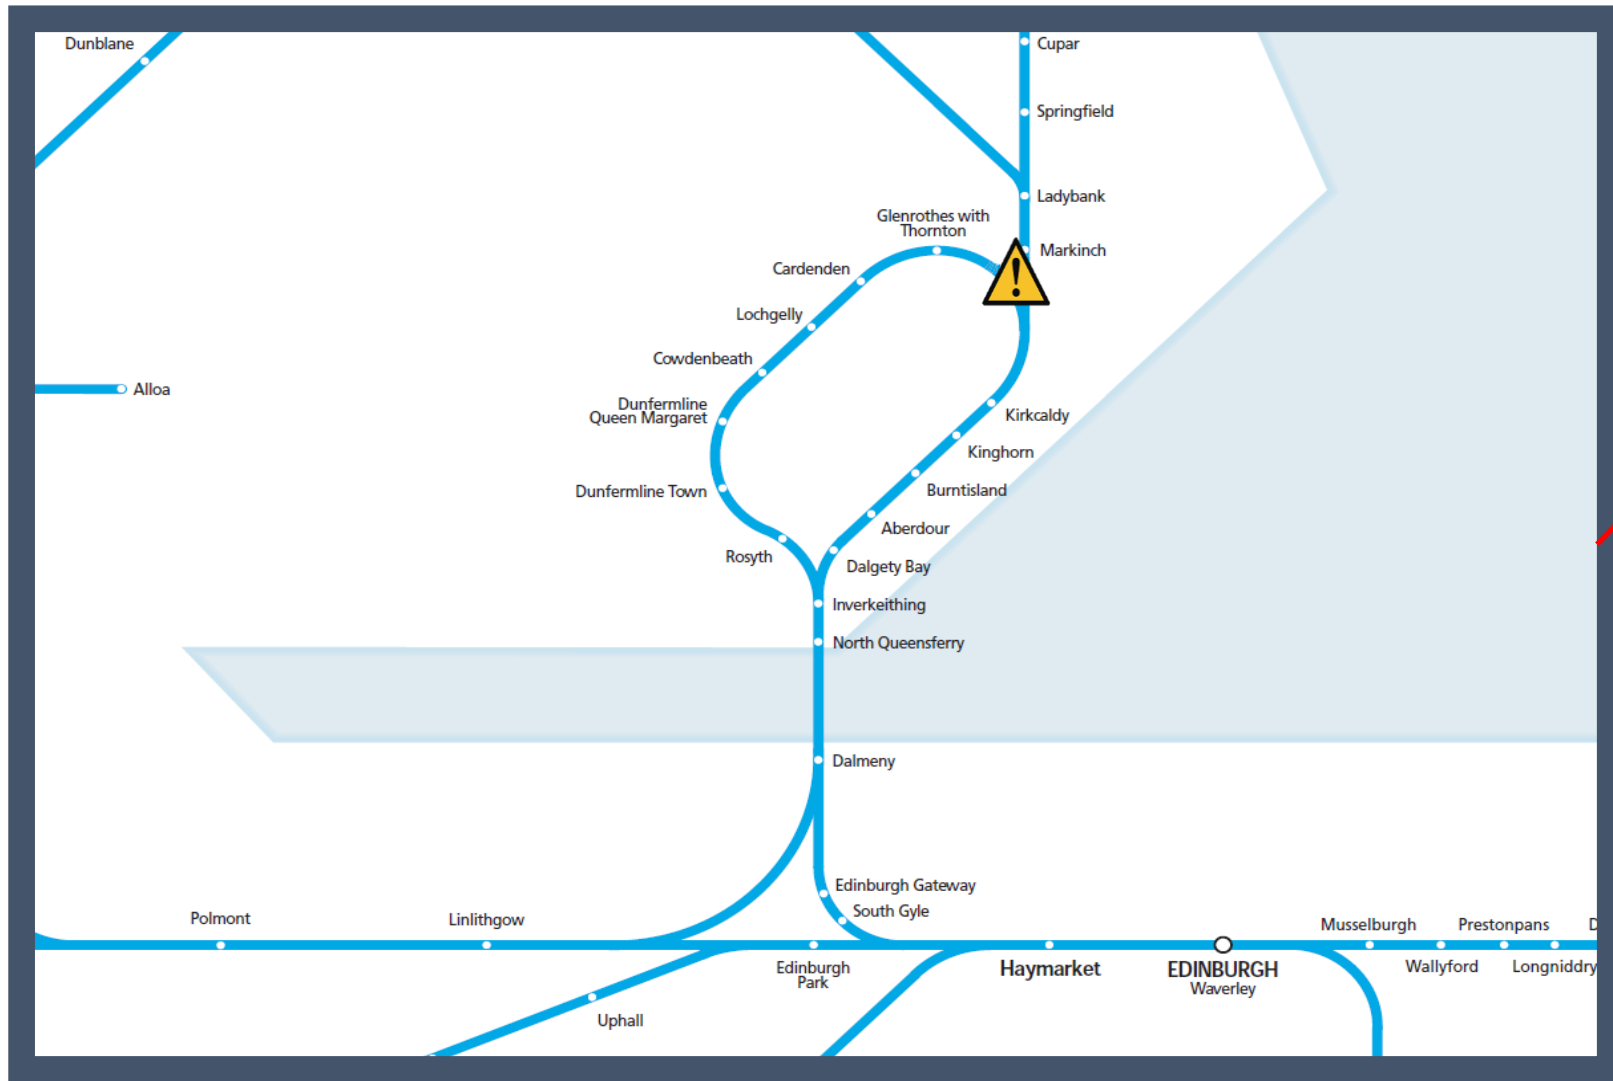 Dunblane
Cupar
Springfield
Ladybank
Glenrothes with
Thornton
Markinch
!
Cardenden
Lochgelly
Cowdenbeath
Alloa
Dunfermline
Queen Margaret
Kirkcaldy
Kinghorn
Dunfermline Town
Burntisland
Aberdour
Rosyth
Dalgety Bay
Inverkeithing
North Queensferry
Dalmeny
Edinburgh Gateway
South Gyle
Polmont
Linlithgow
Musselburgh
Prestonpans
D
Edinburgh
Park
Haymarket
EDINBURGH
Waverley
Wallyford
Longniddry
Uphall